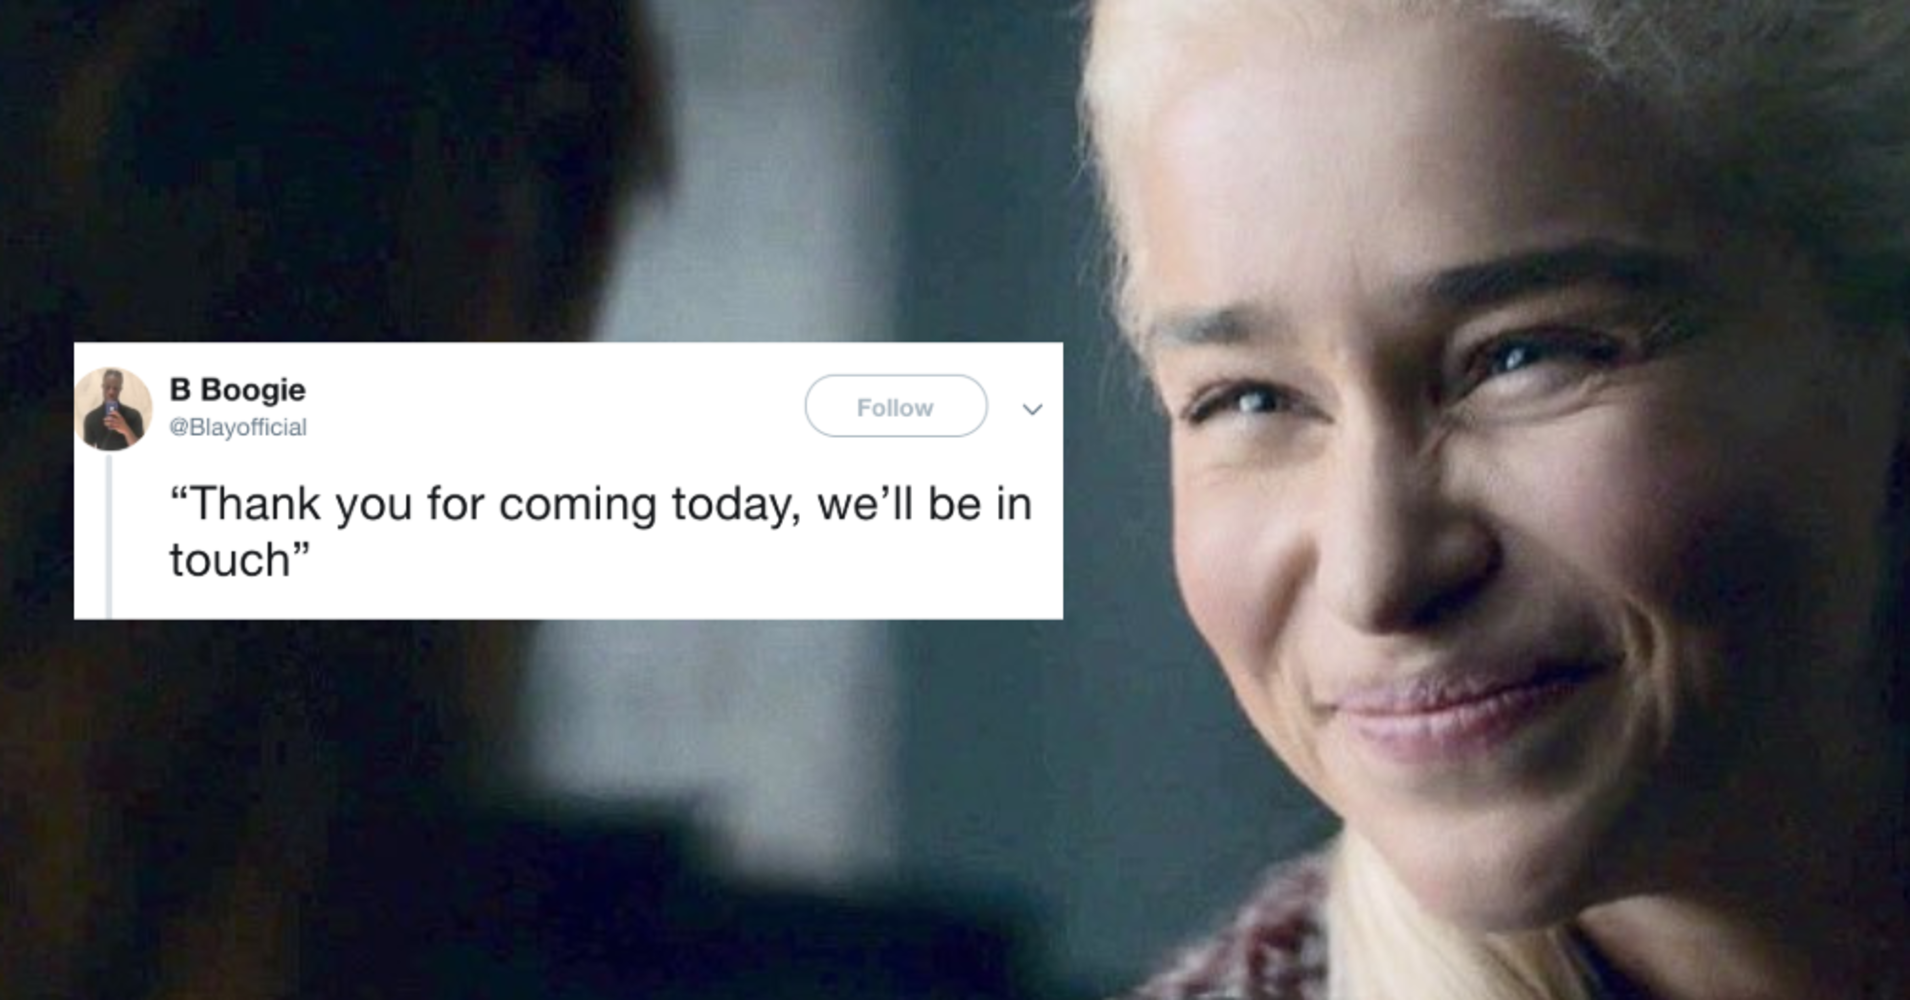 B Boogie
@Blayofficial
Follow
“Thank you for coming today, we’ll be in
touch”